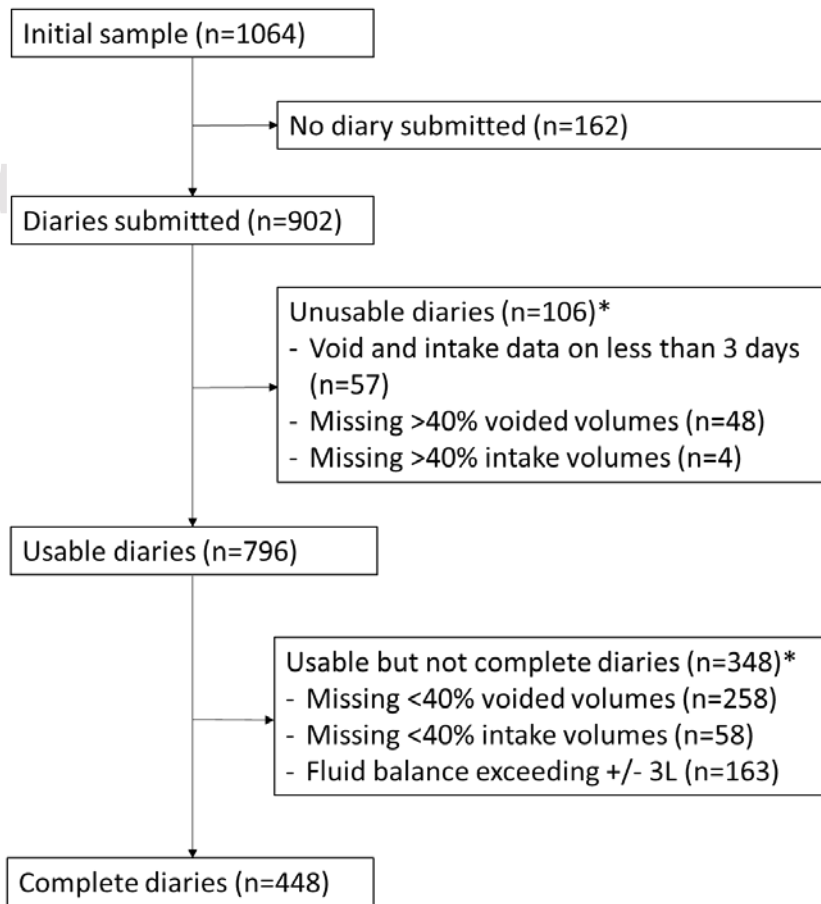 Initial sample (n=1064)
No diary submitted (n=162)
Diaries submitted (n=902)
Unusable diaries (n=106)*
- Void and intake data on less than 3 days
(n=57)
- Missing >40% voided volumes (n=48)
- Missing >40% intake volumes (n=4)
Usable diaries (n=796)
Usable but not complete diaries (n=348)*
- Missing <40% voided volumes (n=258)
- Missing <40% intake volumes (n=58)
- Fluid balance exceeding +/- 3L (n=163)
Complete diaries (n=448)